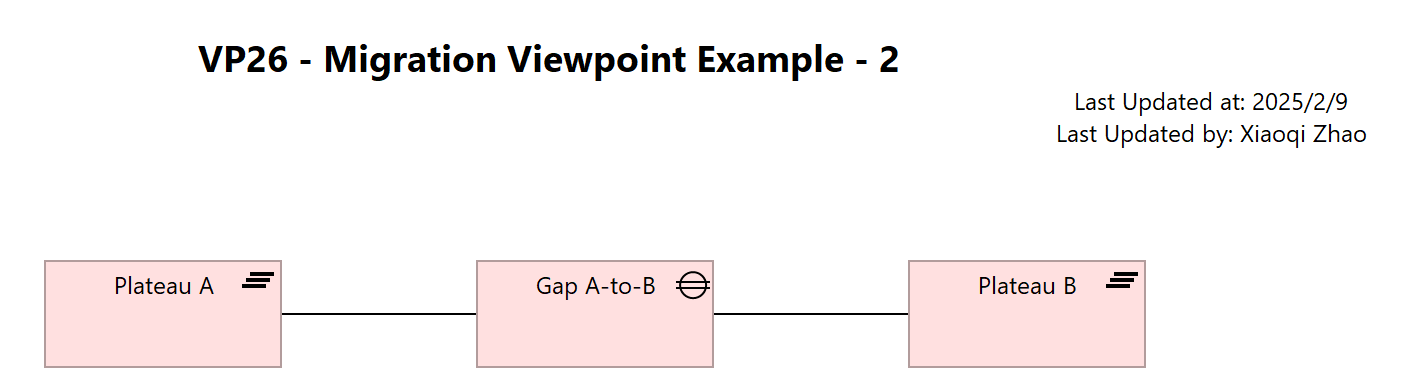 VP26 - Migration Viewpoint Example - 2
Last Updated at: 2025/2/9
Last Updated by: Xiaoqi Zhao
Plateau A
Gap A-to-B
Plateau B